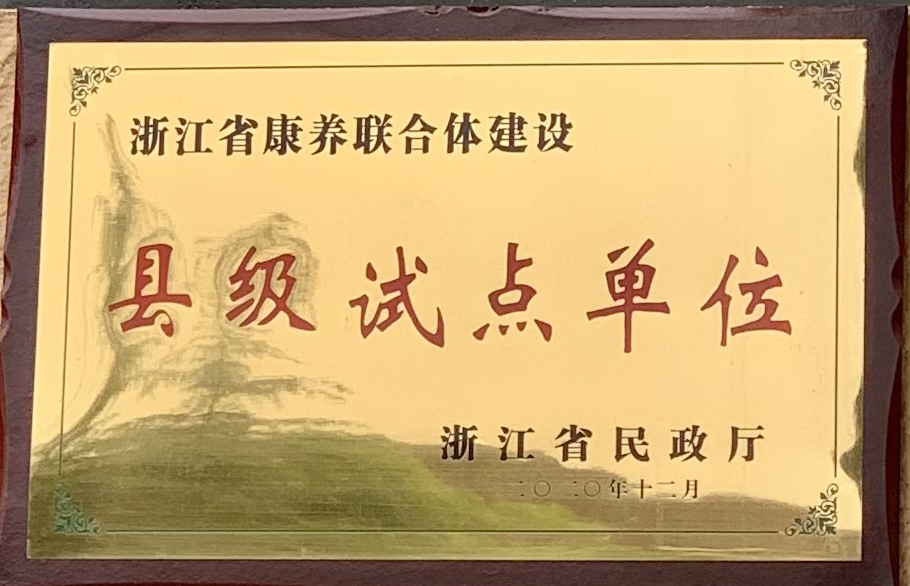 浙江省康养联合体建设
县级试点单位
浙江省民政厅
二〇二〇年十二月